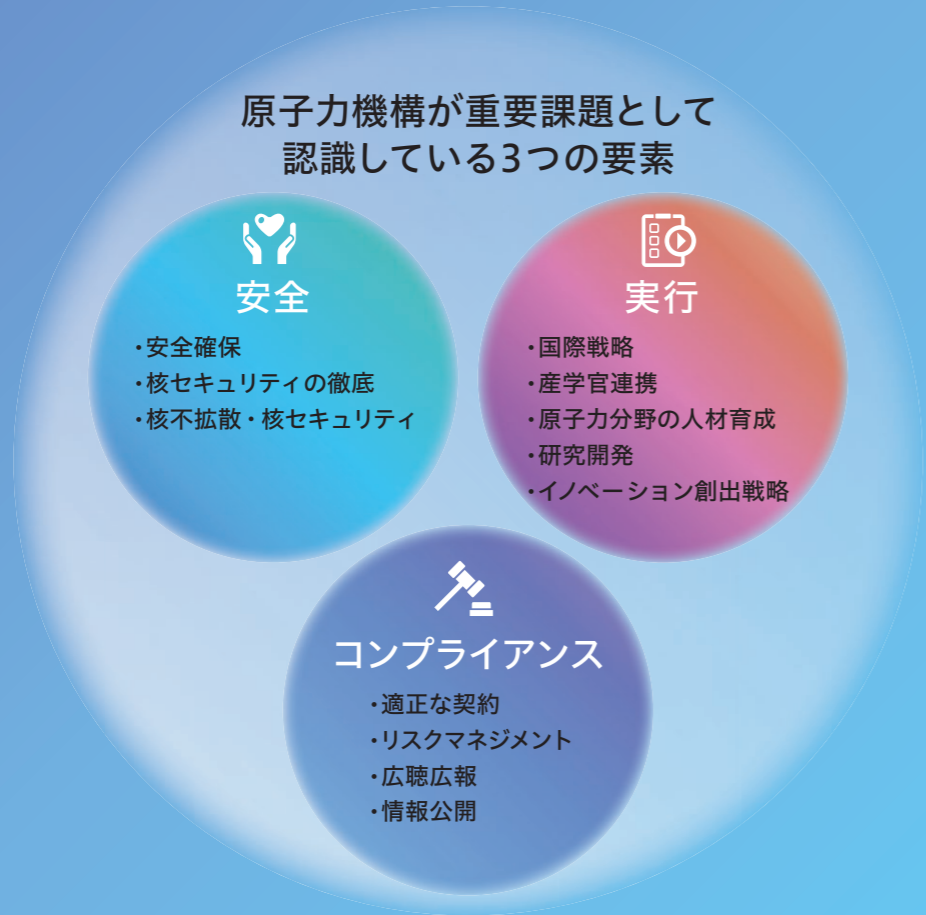 原子力機構が重要課題として
認識している3つの要素
安全
・安全確保
・核セキュリティの徹底
・核不拡散・核セキュリティ
実行
・国際戦略
・産学官連携
・原子力分野の人材育成
・研究開発
・イノベーション創出戦略
コンプライアンス
・適正な契約
・リスクマネジメント
・広聴広報
・情報公開